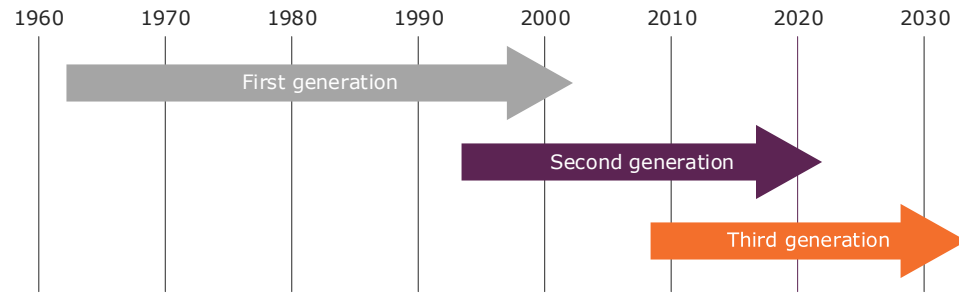 1960 1970 1980 1990 2000 2010 2020 2030
First generation
Second generation
Third generation